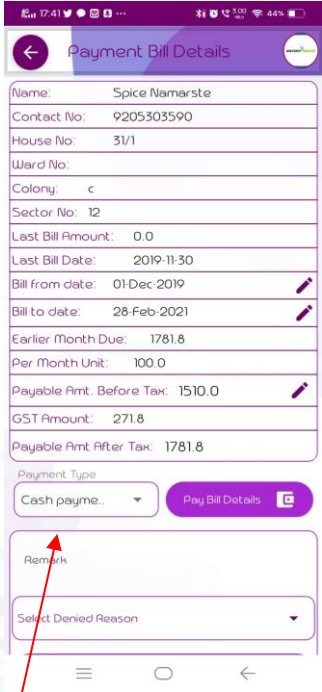 17:41
3.00
KB/s
44%
Payment Bill Details
Name: Spice Namarste
Contact No: 9205303590
House No: 31/1
Ward No:
Colony: c
Sector No: 12
Last Bill Amount: 0.0
Last Bill Date: 2019-11-30
Bill from date: 01-Dec-2019
Bill to date: 28-Feb-2021
Earlier Month Due: 1781.8
Per Month Unit: 100.0
Payable Amt. Before Tax: 1510.0
GST Amount: 271.8
Payable Amt After Tax: 1781.8
Payment Type
Cash payme..
Pay Bill Details
Remark
Select Denied Reason